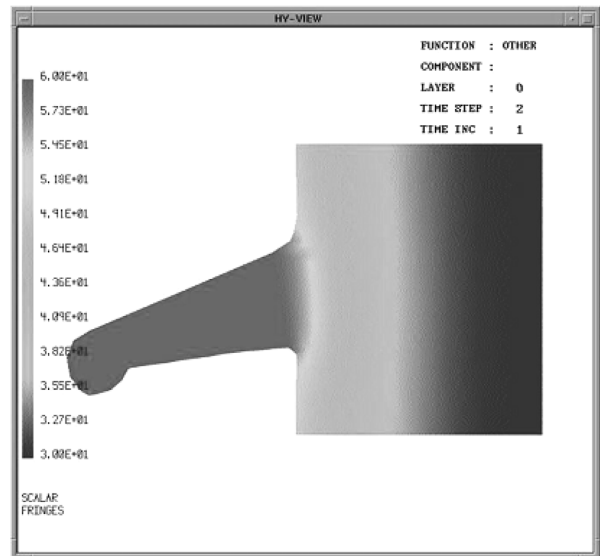 HY-VIEW
FUNCTION : OTHER
COMPONENT :
LAYER : 0
TIME STEP : 2
TIME INC : 1
6.00E+01
5.73E+01
5.45E+01
5.18E+01
4.91E+01
4.64E+01
4.36E+01
4.09E+01
3.82E+01
3.55E+01
3.27E+01
3.00E+01
SCALAR
FRINGES